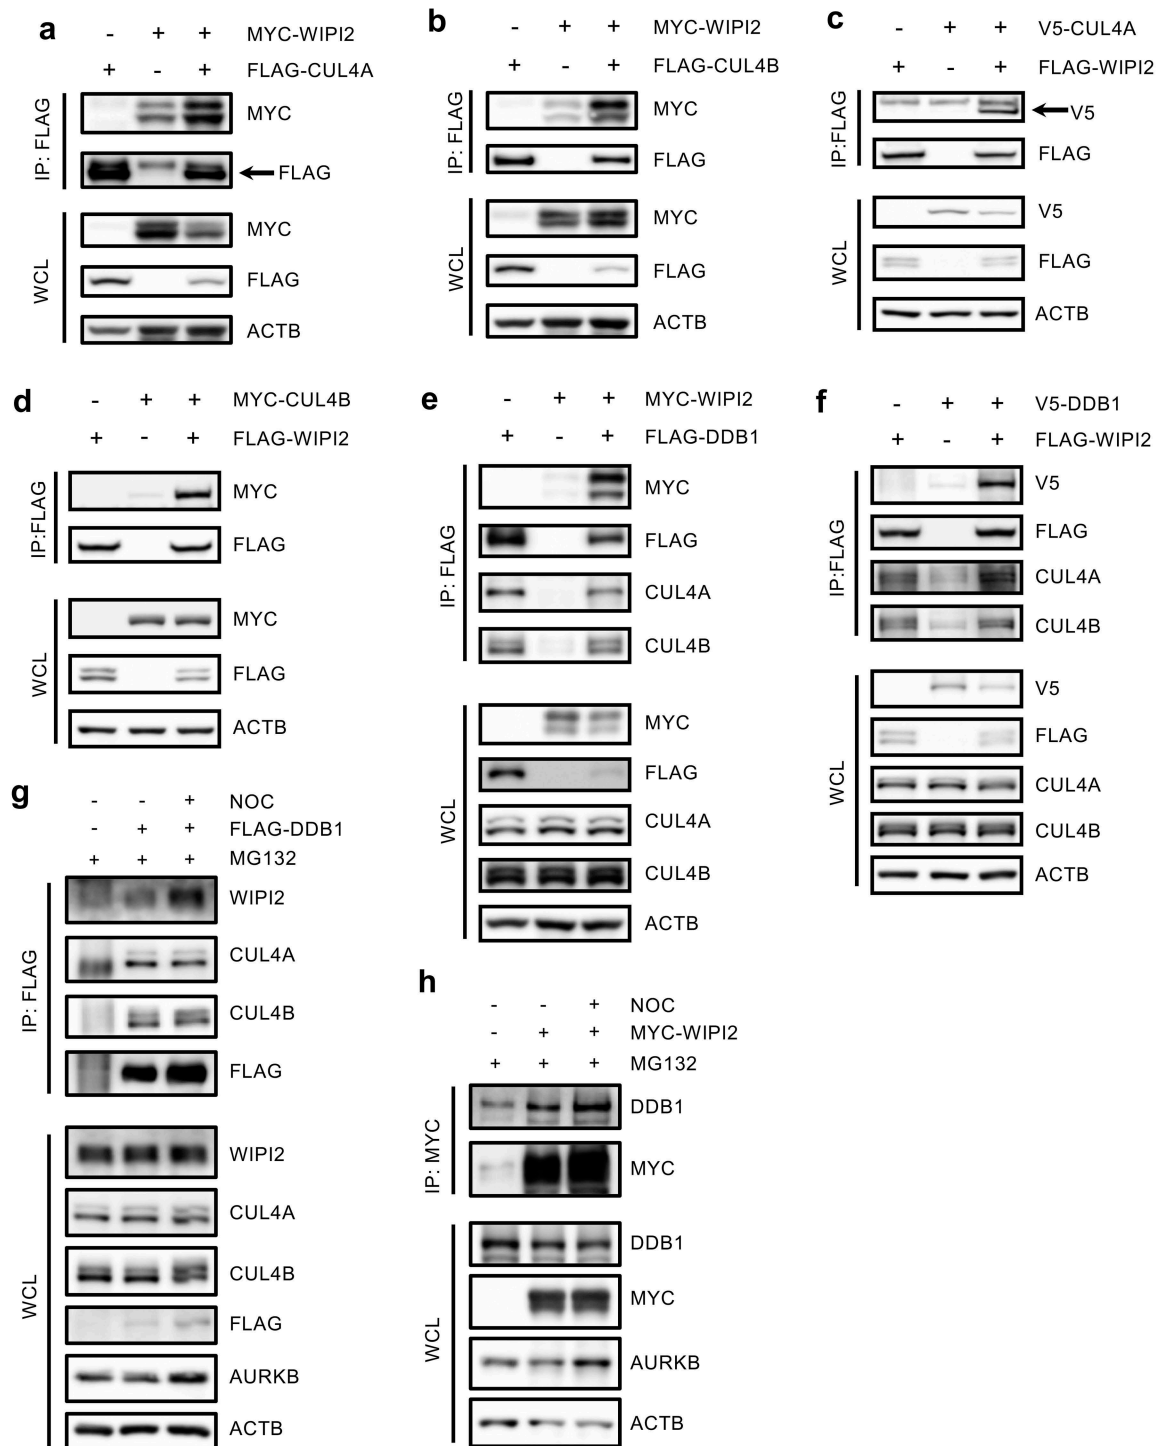 a
- + + MYC-WIPI2
+ - + FLAG-CUL4A
IP: FLAG
MYC
FLAG
WCL
MYC
FLAG
ACTB
b
- + + MYC-WIPI2
+ - + FLAG-CUL4B
IP: FLAG
MYC
FLAG
WCL
MYC
FLAG
ACTB
c
- + + V5-CUL4A
+ - + FLAG-WIPI2
IP:FLAG
V5
FLAG
WCL
V5
FLAG
ACTB
d
- + + MYC-CUL4B
+ - + FLAG-WIPI2
IP:FLAG
MYC
FLAG
WCL
MYC
FLAG
ACTB
e
- + + MYC-WIPI2
+ - + FLAG-DDB1
IP: FLAG
MYC
FLAG
CUL4A
CUL4B
WCL
MYC
FLAG
CUL4A
CUL4B
ACTB
f
- + + V5-DDB1
+ - + FLAG-WIPI2
IP:FLAG
V5
FLAG
CUL4A
CUL4B
WCL
V5
FLAG
CUL4A
CUL4B
ACTB
g
- - + NOC
- + + FLAG-DDB1
+ + + MG132
IP: FLAG
WIPI2
CUL4A
CUL4B
FLAG
WCL
WIPI2
CUL4A
CUL4B
FLAG
AURKB
ACTB
h
- - + NOC
- + + MYC-WIPI2
+ + + MG132
IP: MYC
DDB1
MYC
WCL
DDB1
MYC
AURKB
ACTB